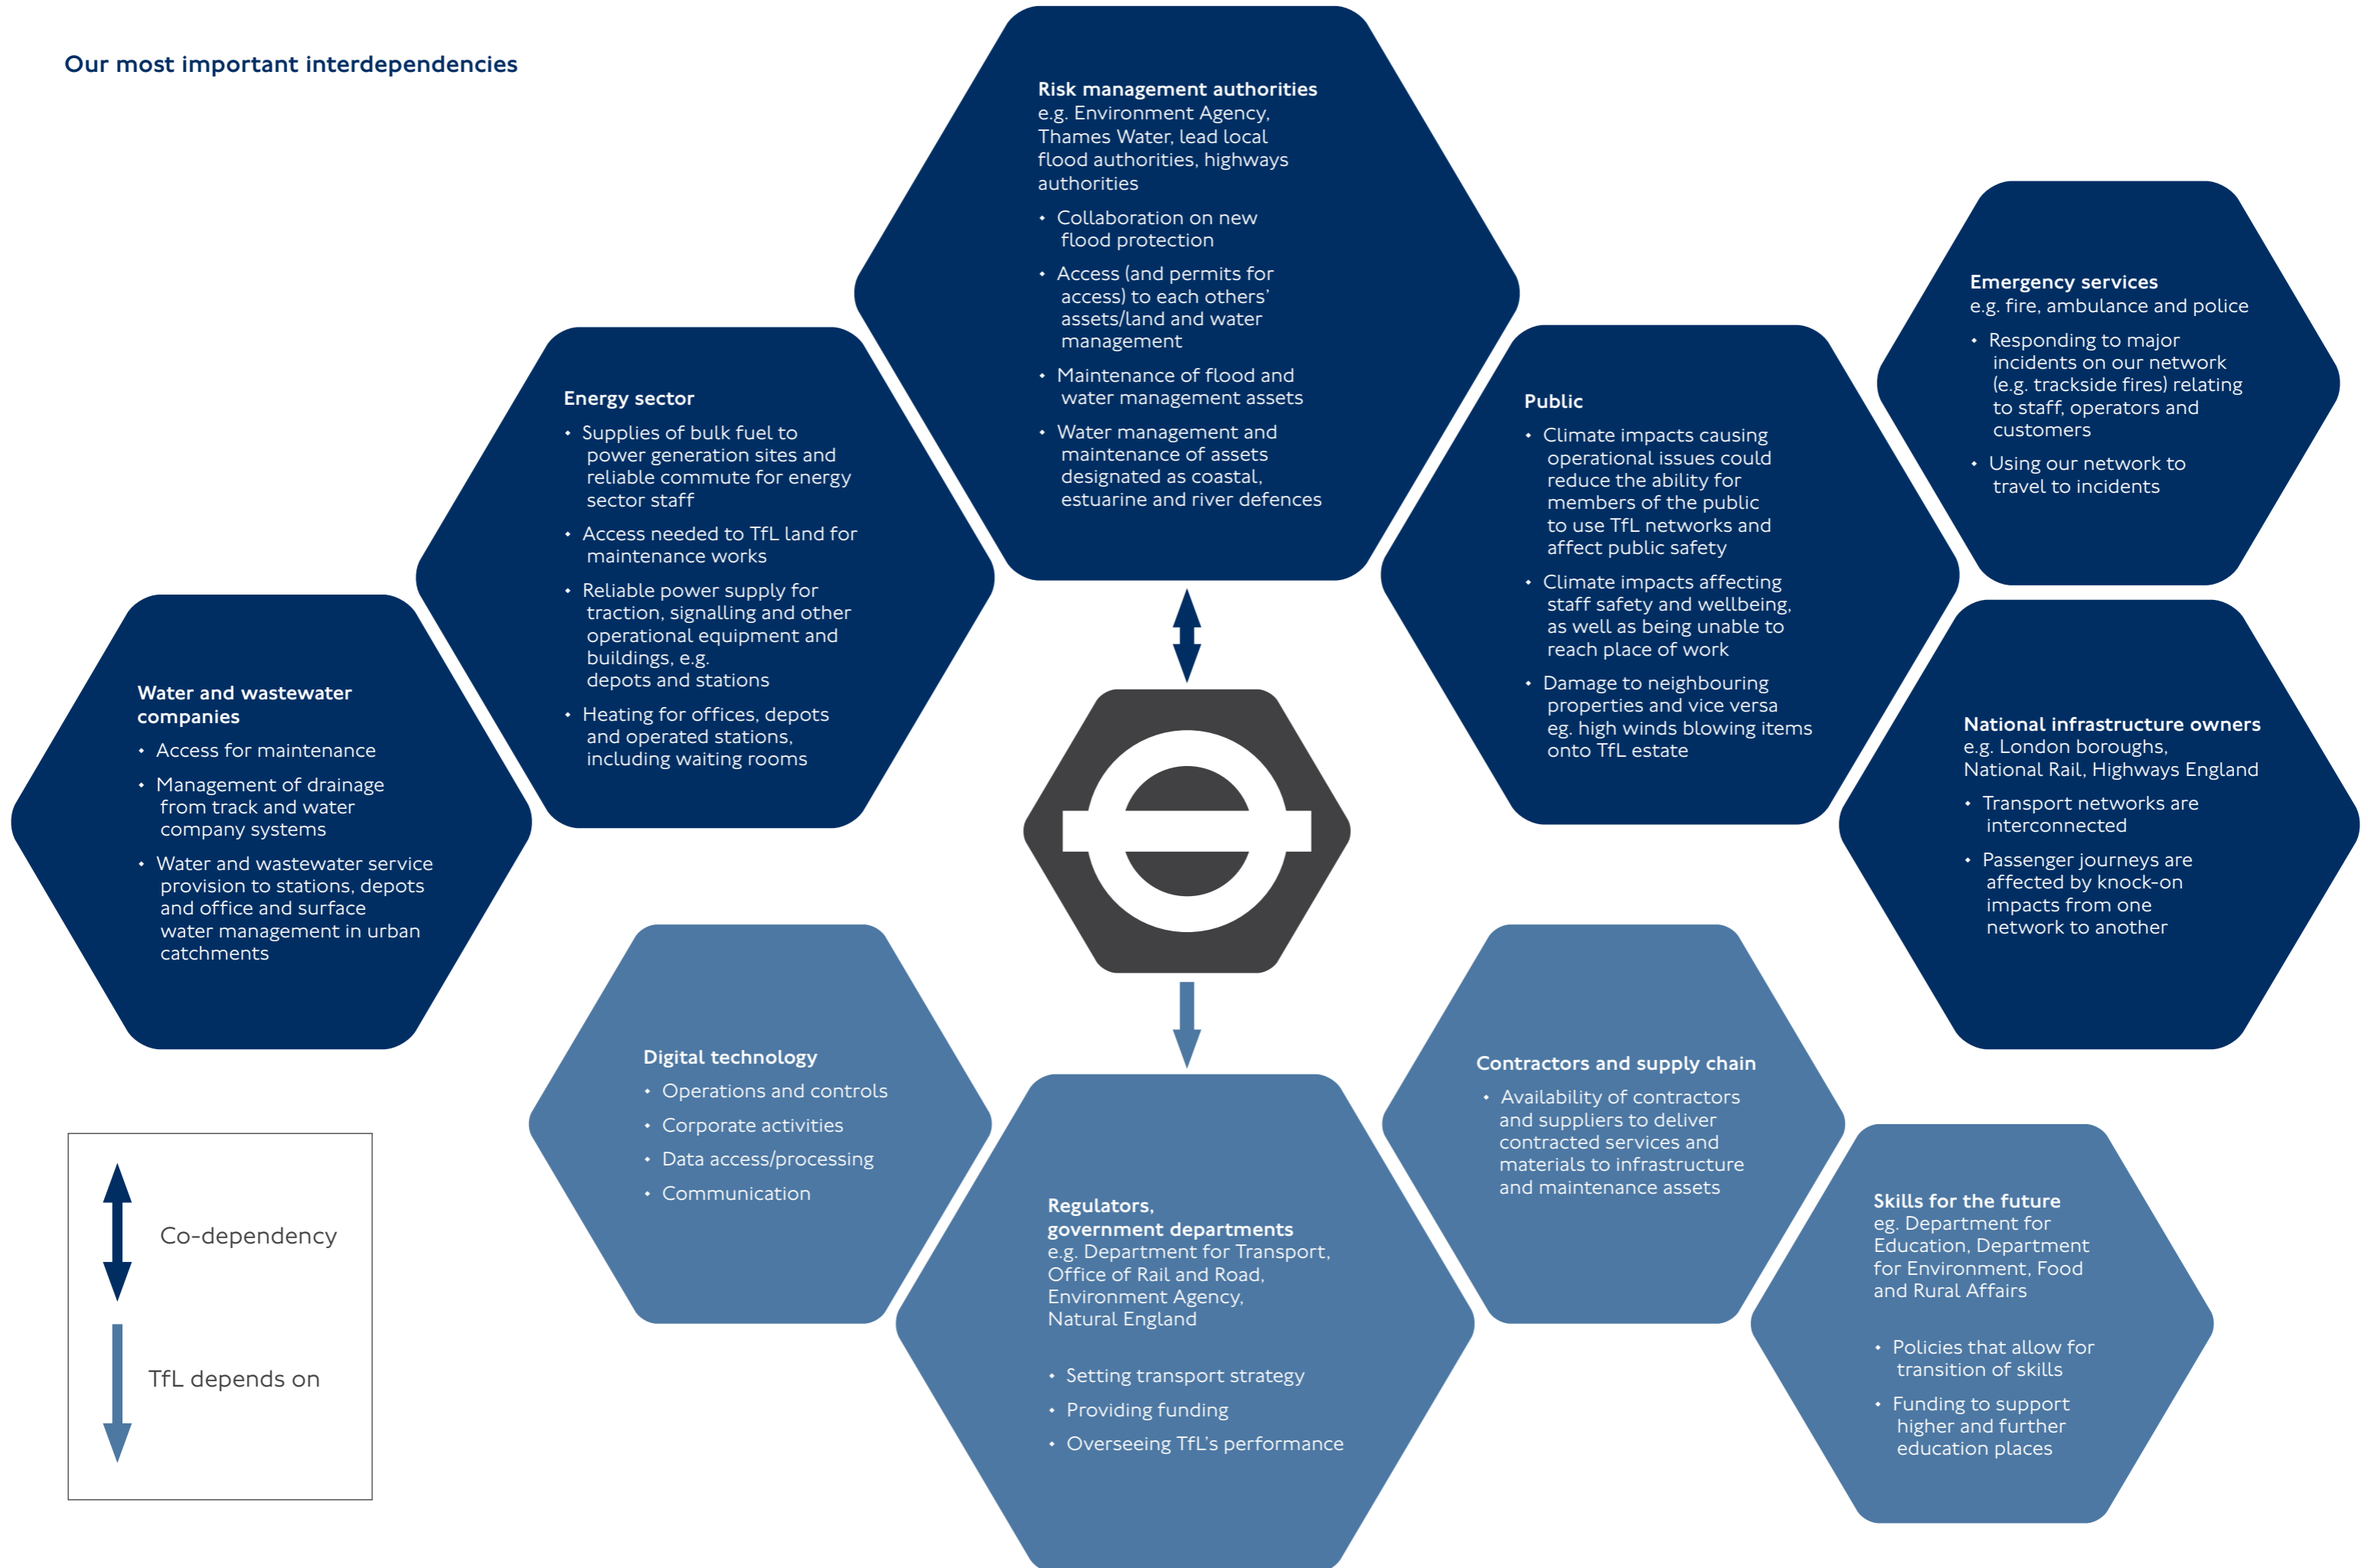 Our most important interdependencies
Risk management authorities
e.g. Environment Agency,
Thames Water, lead local
flood authorities, highways
authorities
• Collaboration on new
flood protection
• Access (and permits for
access) to each others’
assets/land and water
management
• Maintenance of flood and
water management assets
• Water management and
maintenance of assets
designated as coastal,
estuarine and river defences
Emergency services
e.g. fire, ambulance and police
• Responding to major
incidents on our network
(e.g. trackside fires) relating
to staff, operators and
customers
• Using our network to
travel to incidents
Energy sector
• Supplies of bulk fuel to
power generation sites and
reliable commute for energy
sector staff
• Access needed to TfL land for
maintenance works
• Reliable power supply for
traction, signalling and other
operational equipment and
buildings, e.g.
depots and stations
• Heating for offices, depots
and operated stations,
including waiting rooms
Public
• Climate impacts causing
operational issues could
reduce the ability for
members of the public
to use TfL networks and
affect public safety
• Climate impacts affecting
staff safety and wellbeing,
as well as being unable to
reach place of work
• Damage to neighbouring
properties and vice versa
eg. high winds blowing items
onto TfL estate
Water and wastewater
companies
• Access for maintenance
• Management of drainage
from track and water
company systems
• Water and wastewater service
provision to stations, depots
and office and surface
water management in urban
catchments
National infrastructure owners
e.g. London boroughs,
National Rail, Highways England
• Transport networks are
interconnected
• Passenger journeys are
affected by knock-on
impacts from one
network to another
Digital technology
• Operations and controls
• Corporate activities
• Data access/processing
• Communication
Contractors and supply chain
• Availability of contractors
and suppliers to deliver
contracted services and
materials to infrastructure
and maintenance assets
Regulators,
government departments
e.g. Department for Transport,
Office of Rail and Road,
Environment Agency,
Natural England
• Setting transport strategy
• Providing funding
• Overseeing TfL’s performance
Skills for the future
eg. Department for
Education, Department
for Environment, Food
and Rural Affairs
• Policies that allow for
transition of skills
• Funding to support
higher and further
education places
Co-dependency
TfL depends on